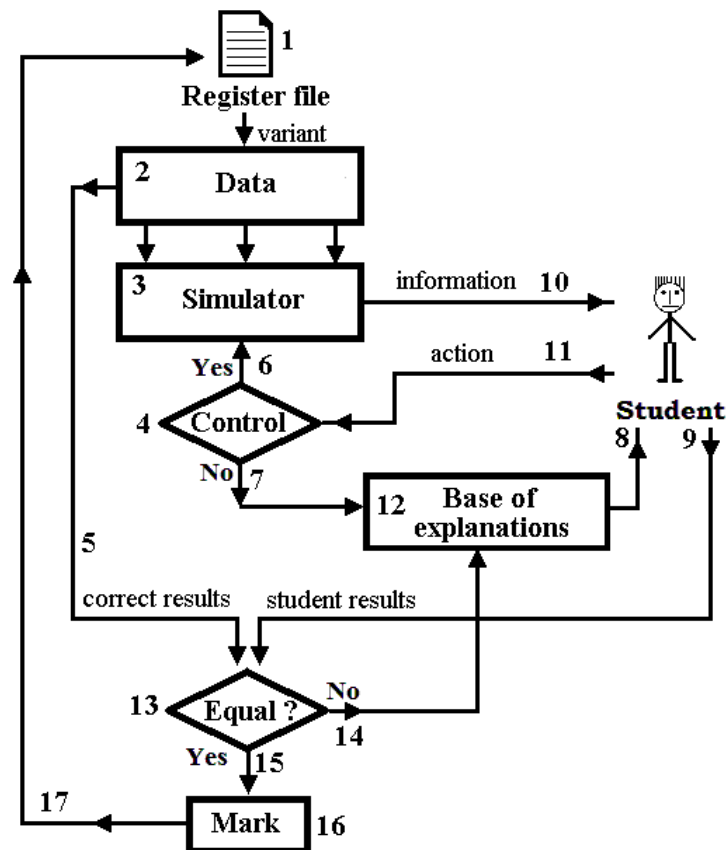 1
Register file
variant
2
Data
3
Simulator
information 10
action 11
Yes 6
4 Control
Student
8 9
No 7
12 Base of
explanations
5
correct results
student results
13 Equal ?
No
14
Yes 15
17
Mark 16